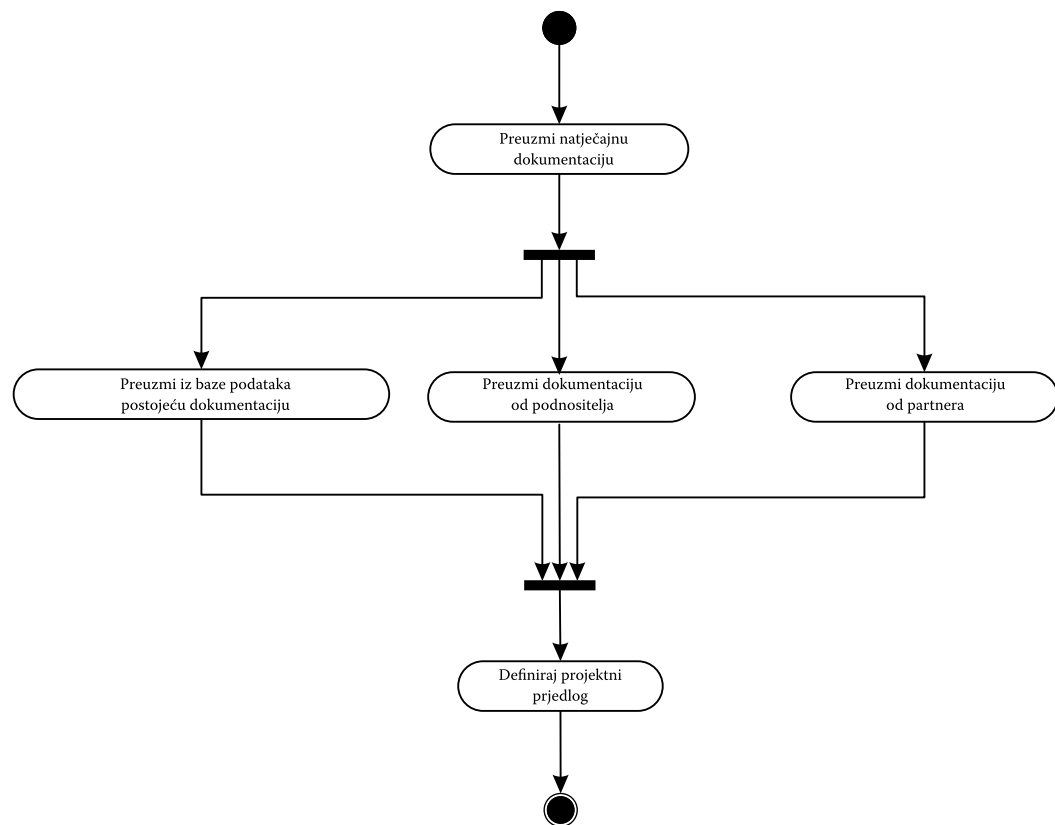 Preuzmi natječajnu
dokumentaciju
Preuzmi iz baze podataka
postojeću dokumentaciju
Preuzmi dokumentaciju
od podnositelja
Preuzmi dokumentaciju
od partnera
Definiraj projektni
prjedlog